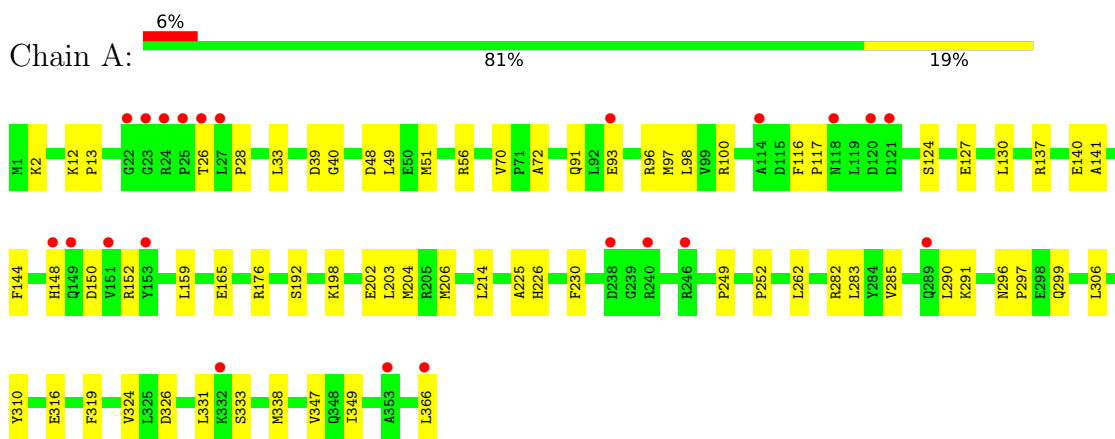 6%
Chain A:
81% 19%
M1 K2 K12 P13 G22 G23 R24 P25 T26 L27 P28 L33 D39 G40 D48 L49 E50 M51 R56 V70 P71 A72 Q91 L92 E93 R96 M97 L98 V99 R100 A114 D115 F116 P117 N118 L119 D120 D121 S124 E127 L130 R137 E140 A141
F144 H148 Q149 D150 V151 R152 Y153 L159 E165 R176 S192 K198 E202 L203 M204 R205 M206 L214 A225 H226 F230 D238 G239 R240 R246 P249 P252 L262 R282 L283 Y284 V285 Q289 L290 K291 N296 P297 E298 Q299 L306
Y310 E316 F319 V324 L325 D326 L331 K332 S333 M338 V347 Q348 I349 A353 L366